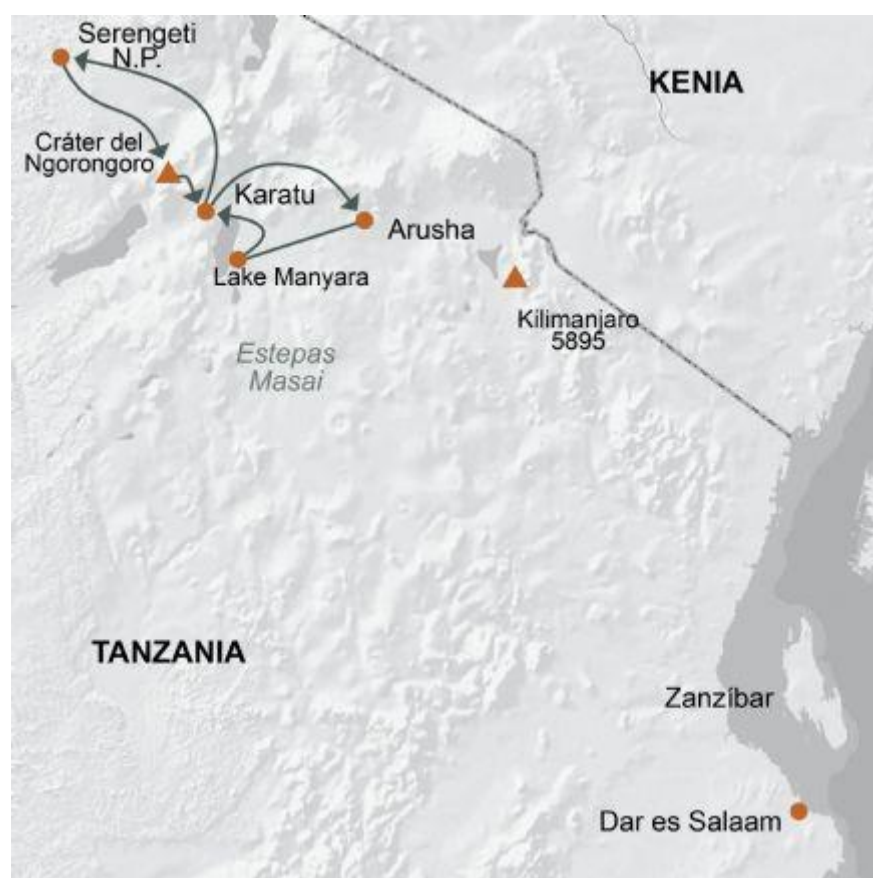 Serengeti
N.P.
KENIA
Cráter del
Ngorongoro
Karatu
Arusha
Lake Manyara
Kilimanjaro
5895
Estepas
Masai
TANZANIA
Zanzíbar
Dar es Salaam